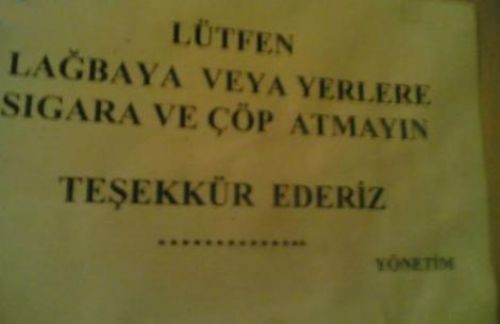 LÜTFEN
LAĞBAYA VEYA YERLERE
SIGARA VE ÇÖP ATMAYIN
TEŞEKKÜR EDERİZ
..............
YÖNETİM